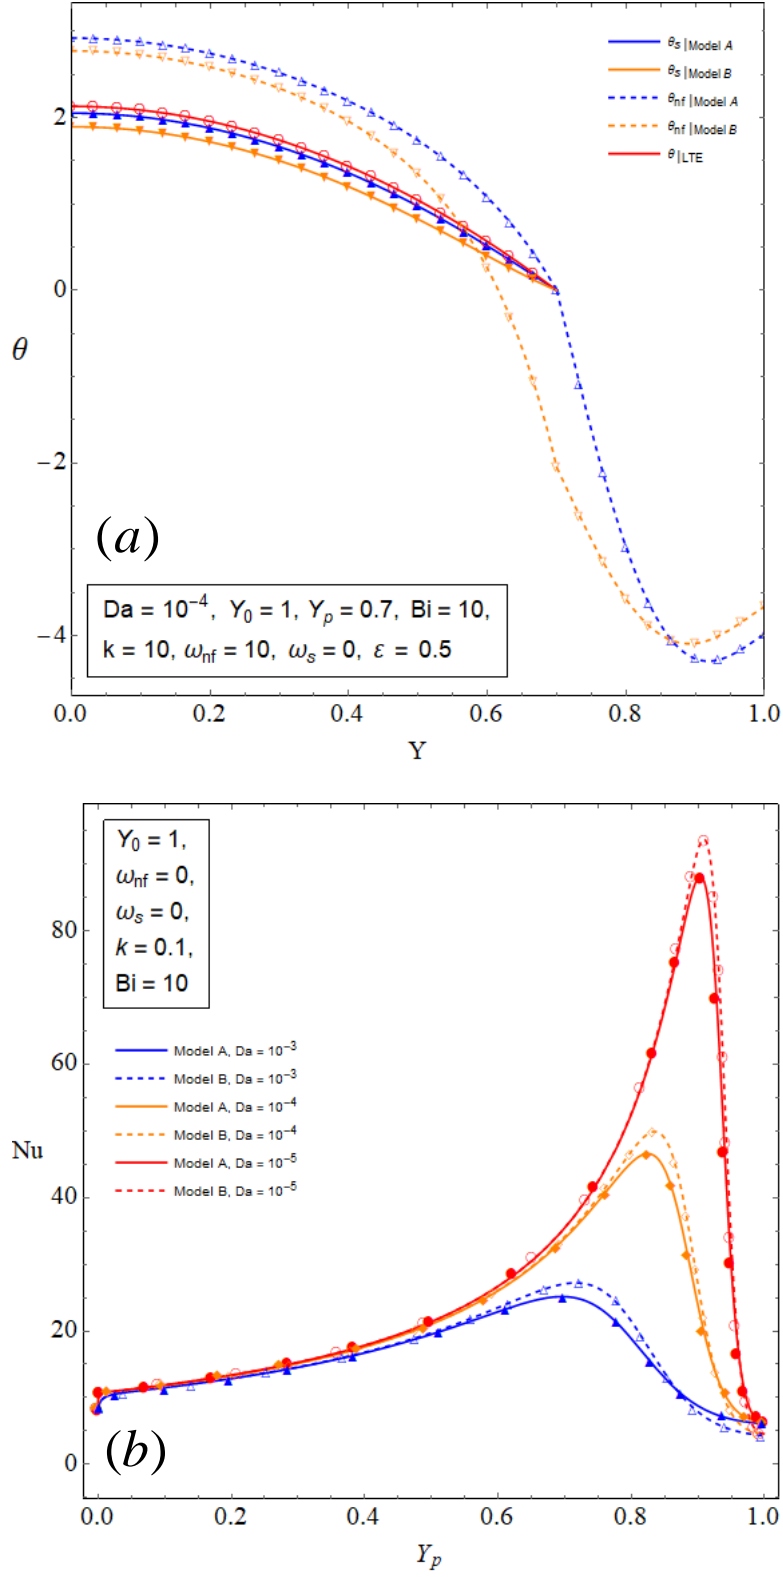 θs|Model A
θs|Model B
θnf|Model A
θnf|Model B
θ|LTE
2
0
θ
−2
−4
(a)
Da = 10⁻⁴, Y₀ = 1, Yp = 0.7, Bi = 10,
k = 10, ωnf = 10, ωs = 0, ε = 0.5
0.0 0.2 0.4 0.6 0.8 1.0
Y
Y₀ = 1,
ωnf = 0,
ωs = 0,
k = 0.1,
Bi = 10
80
Model A, Da = 10⁻³
Model B, Da = 10⁻³
60
Model A, Da = 10⁻⁴
Model B, Da = 10⁻⁴
Nu
Model A, Da = 10⁻⁵
Model B, Da = 10⁻⁵
40
20
0
(b)
0.0 0.2 0.4 0.6 0.8 1.0
Yp